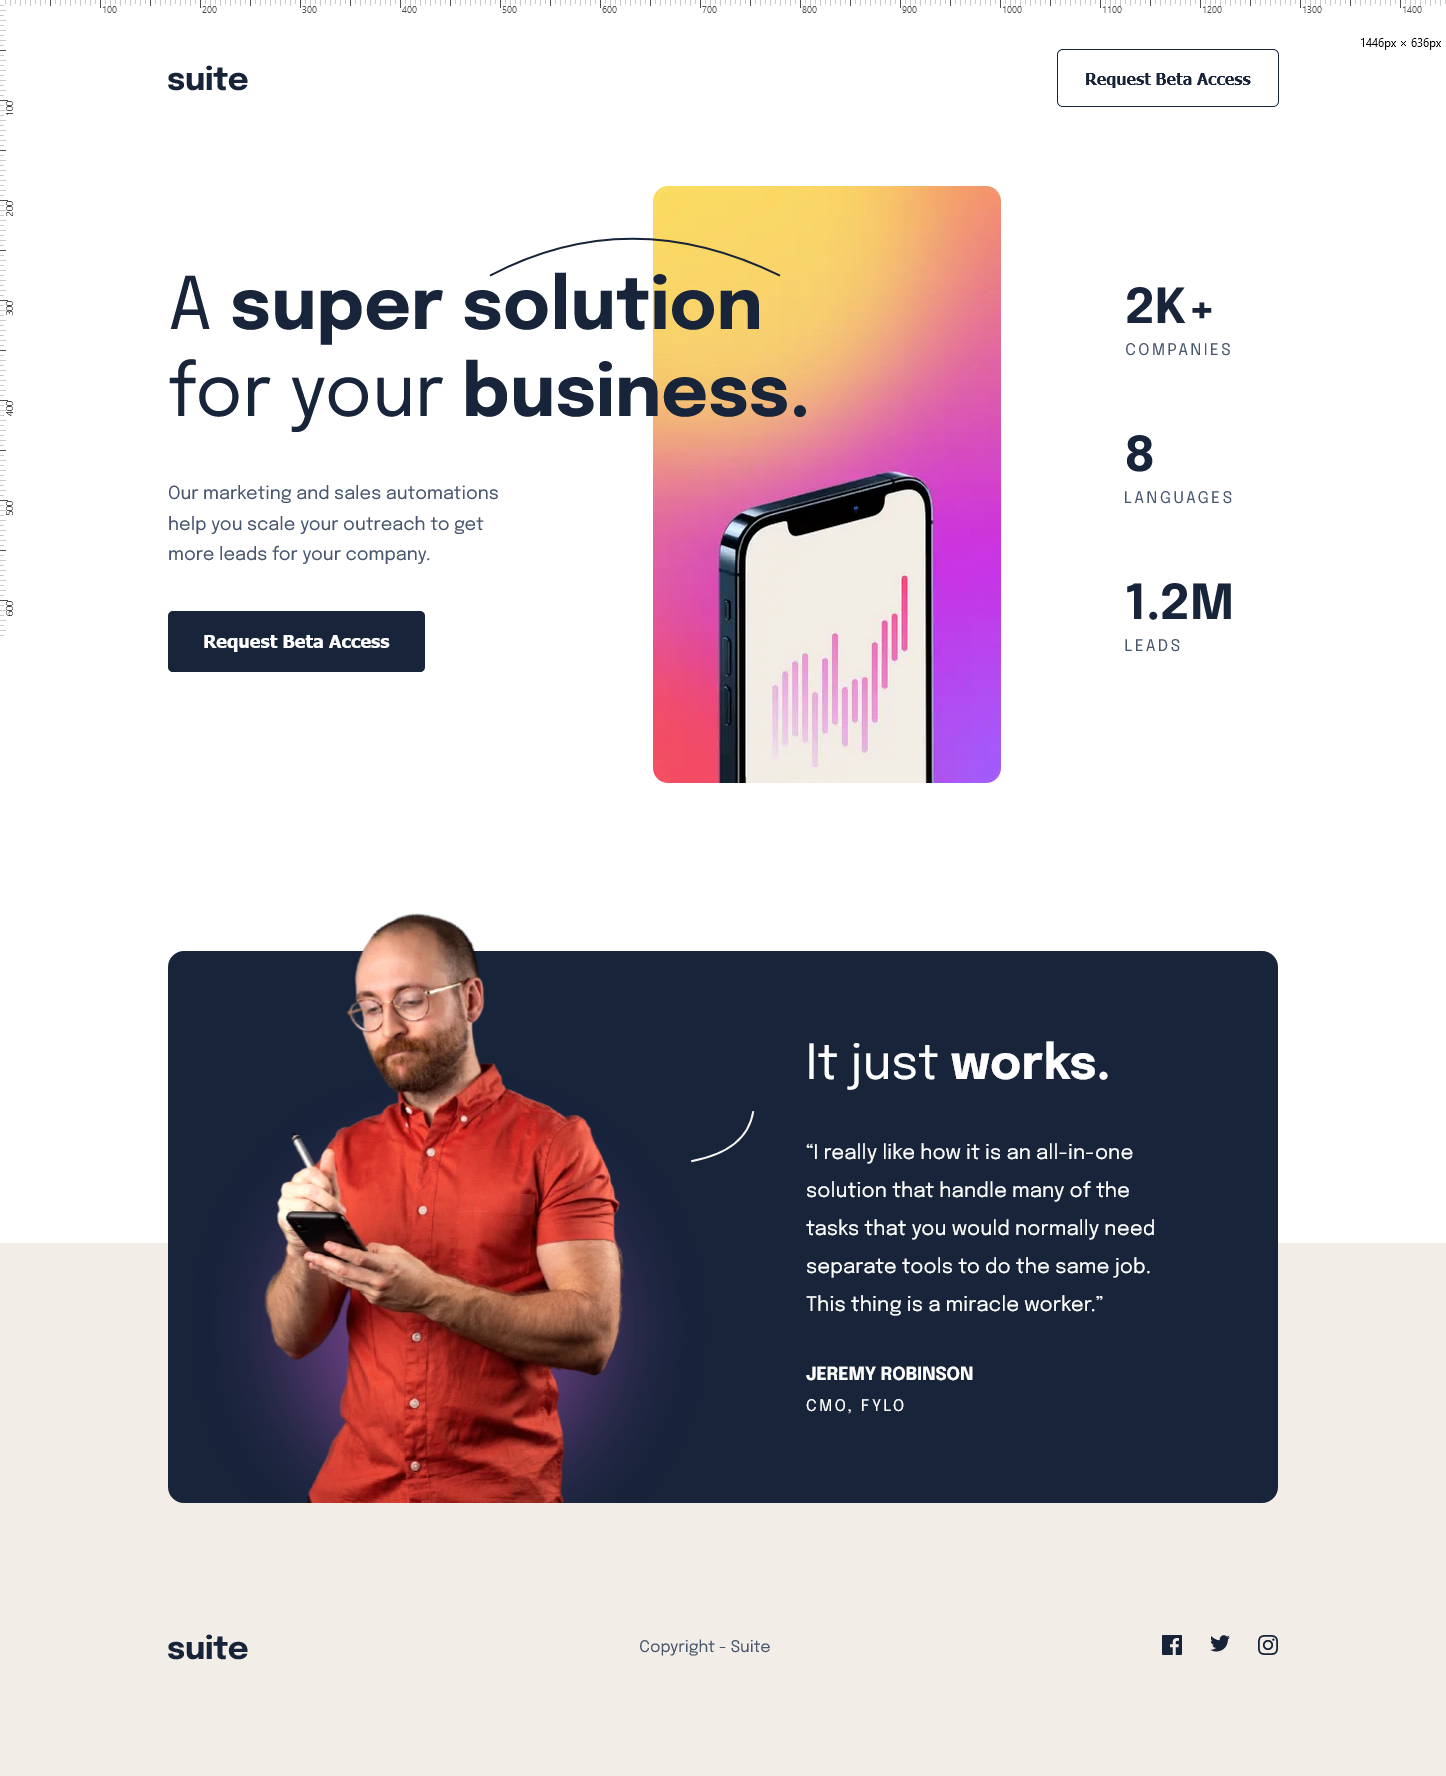 100 200 300 400 500 600 700 800 900 1000 1100 1200 1300 1400
1446px × 636px
100
200
300
400
500
600
suite
Request Beta Access
A super solution
for your business.
Our marketing and sales automations
help you scale your outreach to get
more leads for your company.
Request Beta Access
2K+
COMPANIES
8
LANGUAGES
1.2M
LEADS
It just works.
“I really like how it is an all-in-one
solution that handle many of the
tasks that you would normally need
separate tools to do the same job.
This thing is a miracle worker.”
JEREMY ROBINSON
CMO, FYLO
suite
Copyright - Suite